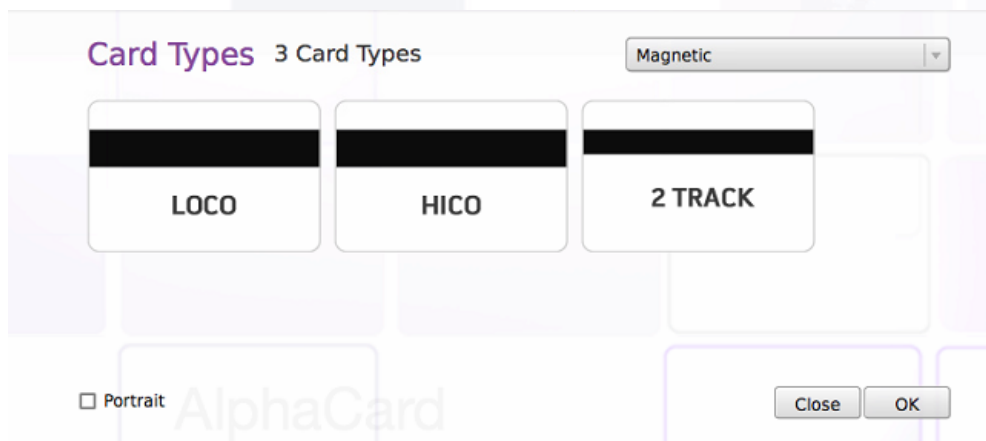 Card Types 3 Card Types Magnetic
LOCO HICO 2 TRACK
Portrait Close OK
AlphaCard